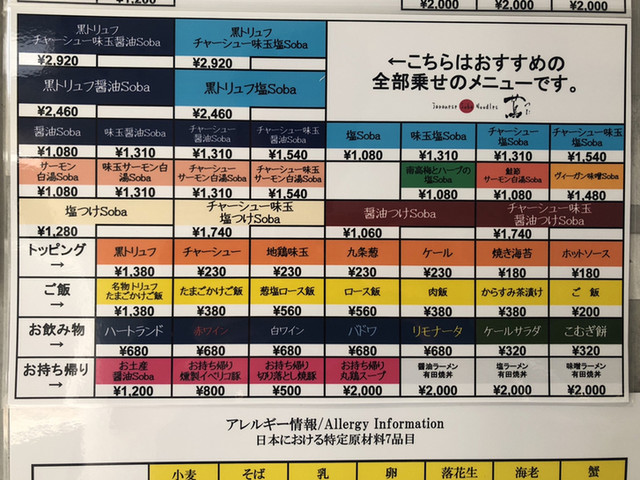 ¥1,200
¥2,000 ¥2,000 ¥2,000
黒トリュフ
チャーシュー味玉醤油Soba
¥2,920
黒トリュフ
チャーシュー味玉塩Soba
¥2,920
←こちらはおすすめの
全部乗せのメニューです。
Japanese Soba Noodles 蔦
つた
黒トリュフ醤油Soba
¥2,460
黒トリュフ塩Soba
¥2,460
醤油Soba
¥1,080
味玉醤油Soba
¥1,310
チャーシュー
醤油Soba
¥1,310
チャーシュー味玉
醤油Soba
¥1,540
塩Soba
¥1,080
味玉塩Soba
¥1,310
チャーシュー
塩Soba
¥1,310
チャーシュー味玉
塩Soba
¥1,540
サーモン
白湯Soba
¥1,080
味玉サーモン白
湯Soba
¥1,310
チャーシュー
サーモン白湯Soba
¥1,310
チャーシュー味玉
サーモン白湯Soba
¥1,540
南高梅とハーブの
塩Soba
¥1,080
サーモン白湯Soba
¥1,310
ヴィーガン味噌Soba
¥1,480
塩つけSoba
¥1,280
チャーシュー味玉
塩つけSoba
¥1,740
醤油つけSoba
¥1,060
チャーシュー味玉
醤油つけSoba
¥1,740
トッピング
→
黒トリュフ
¥1,380
チャーシュー
¥230
地鶏味玉
¥230
九条葱
¥230
ケール
¥230
焼き海苔
¥180
ホットソース
¥180
ご飯
→
名物トリュフ
たまごかけご飯
¥1,380
たまごかけご飯
¥380
葱塩ロース飯
¥560
ロース飯
¥560
肉飯
¥380
からすみ茶漬け
¥380
ご 飯
¥200
お飲み物
→
ハートランド
¥680
赤ワイン
¥680
白ワイン
¥680
バドワ
¥680
リモナータ
¥680
ケールサラダ
¥320
こむぎ餅
¥320
お持ち帰り
→
お土産
醤油Soba
¥1,200
お持ち帰り
燻製イベリコ豚
¥800
お持ち帰り
切り落とし焼豚
¥500
お持ち帰り
丸鶏スープ
¥2,000
醤油ラーメン
有田焼丼
¥2,000
塩ラーメン
有田焼丼
¥2,000
味噌ラーメン
有田焼丼
¥2,000
アレルギー情報/Allergy Information
日本における特定原材料7品目
小麦 そば 乳 卵 落花生 海老 蟹